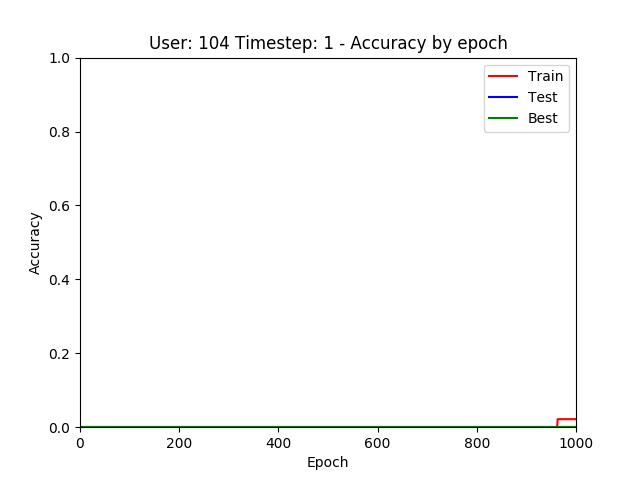 User: 104 Timestep: 1 - Accuracy by epoch
1.0
Train
Test
Best
0.8
0.6
Accuracy
0.4
0.2
0.0
0 200 400 600 800 1000
Epoch